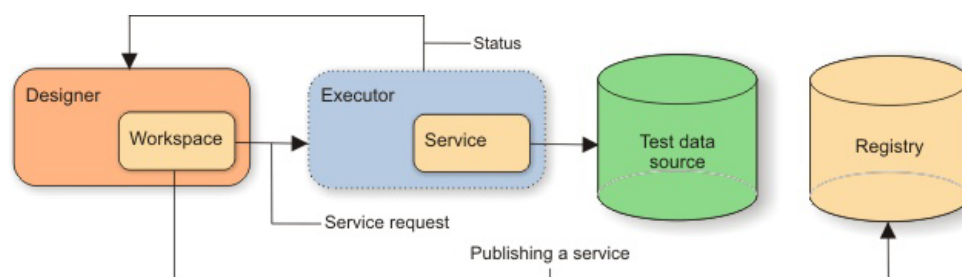 Status
Designer
Executor
Workspace
Service
Test data
source
Registry
Service request
Publishing a service